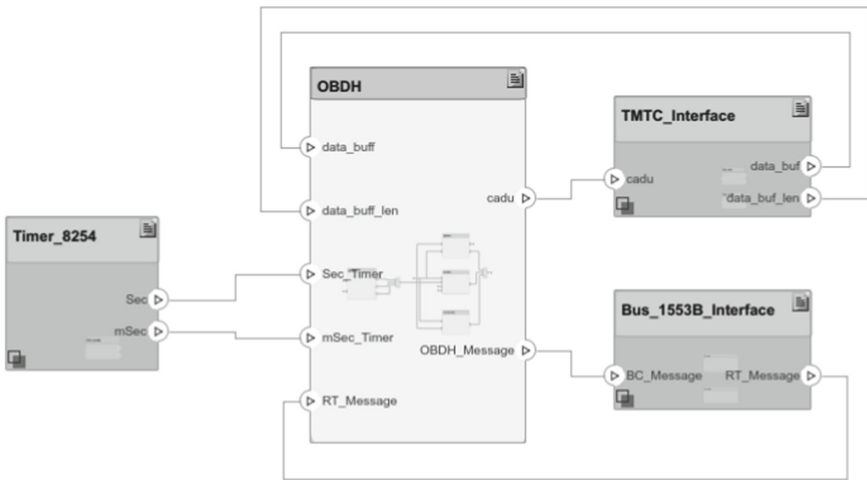 OBDH
TMTC_Interface
data_buff
data_buf
cadu
data_buff_len
cadu
data_buf_len
Timer_8254
Sec_Timer
Sec
Bus_1553B_Interface
mSec
mSec_Timer
OBDH_Message
BC_Message
RT_Message
RT_Message